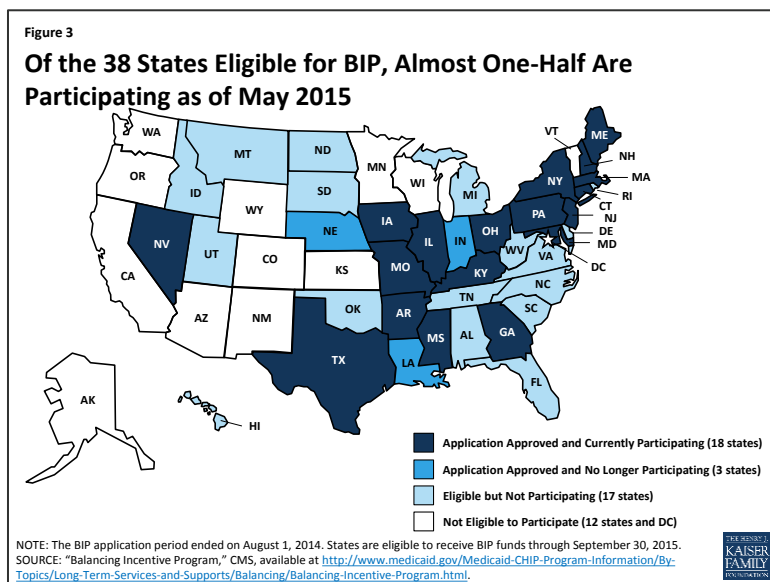 Figure 3
Of the 38 States Eligible for BIP, Almost One-Half Are
Participating as of May 2015
WA
OR
CA
NV
ID
MT
WY
UT
CO
AZ
NM
ND
SD
NE
KS
OK
TX
MN
IA
MO
AR
LA
WI
IL
MS
MI
IN
OH
KY
TN
AL
GA
FL
SC
NC
VA
WV
PA
NY
VT
ME
NH
MA
RI
CT
NJ
DE
MD
DC
AK
HI
Application Approved and Currently Participating (18 states)
Application Approved and No Longer Participating (3 states)
Eligible but Not Participating (17 states)
Not Eligible to Participate (12 states and DC)
NOTE: The BIP application period ended on August 1, 2014. States are eligible to receive BIP funds through September 30, 2015.
SOURCE: “Balancing Incentive Program,” CMS, available at http://www.medicaid.gov/Medicaid-CHIP-Program-Information/By-
Topics/Long-Term-Services-and-Supports/Balancing/Balancing-Incentive-Program.html.
THE HENRY J.
KAISER
FAMILY
FOUNDATION